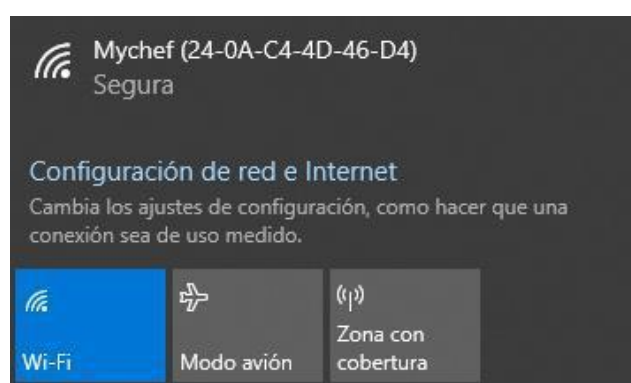 Mychef (24-0A-C4-4D-46-D4)
Segura
Configuración de red e Internet
Cambia los ajustes de configuración, como hacer que una
conexión sea de uso medido.
Wi-Fi
Modo avión
Zona con
cobertura